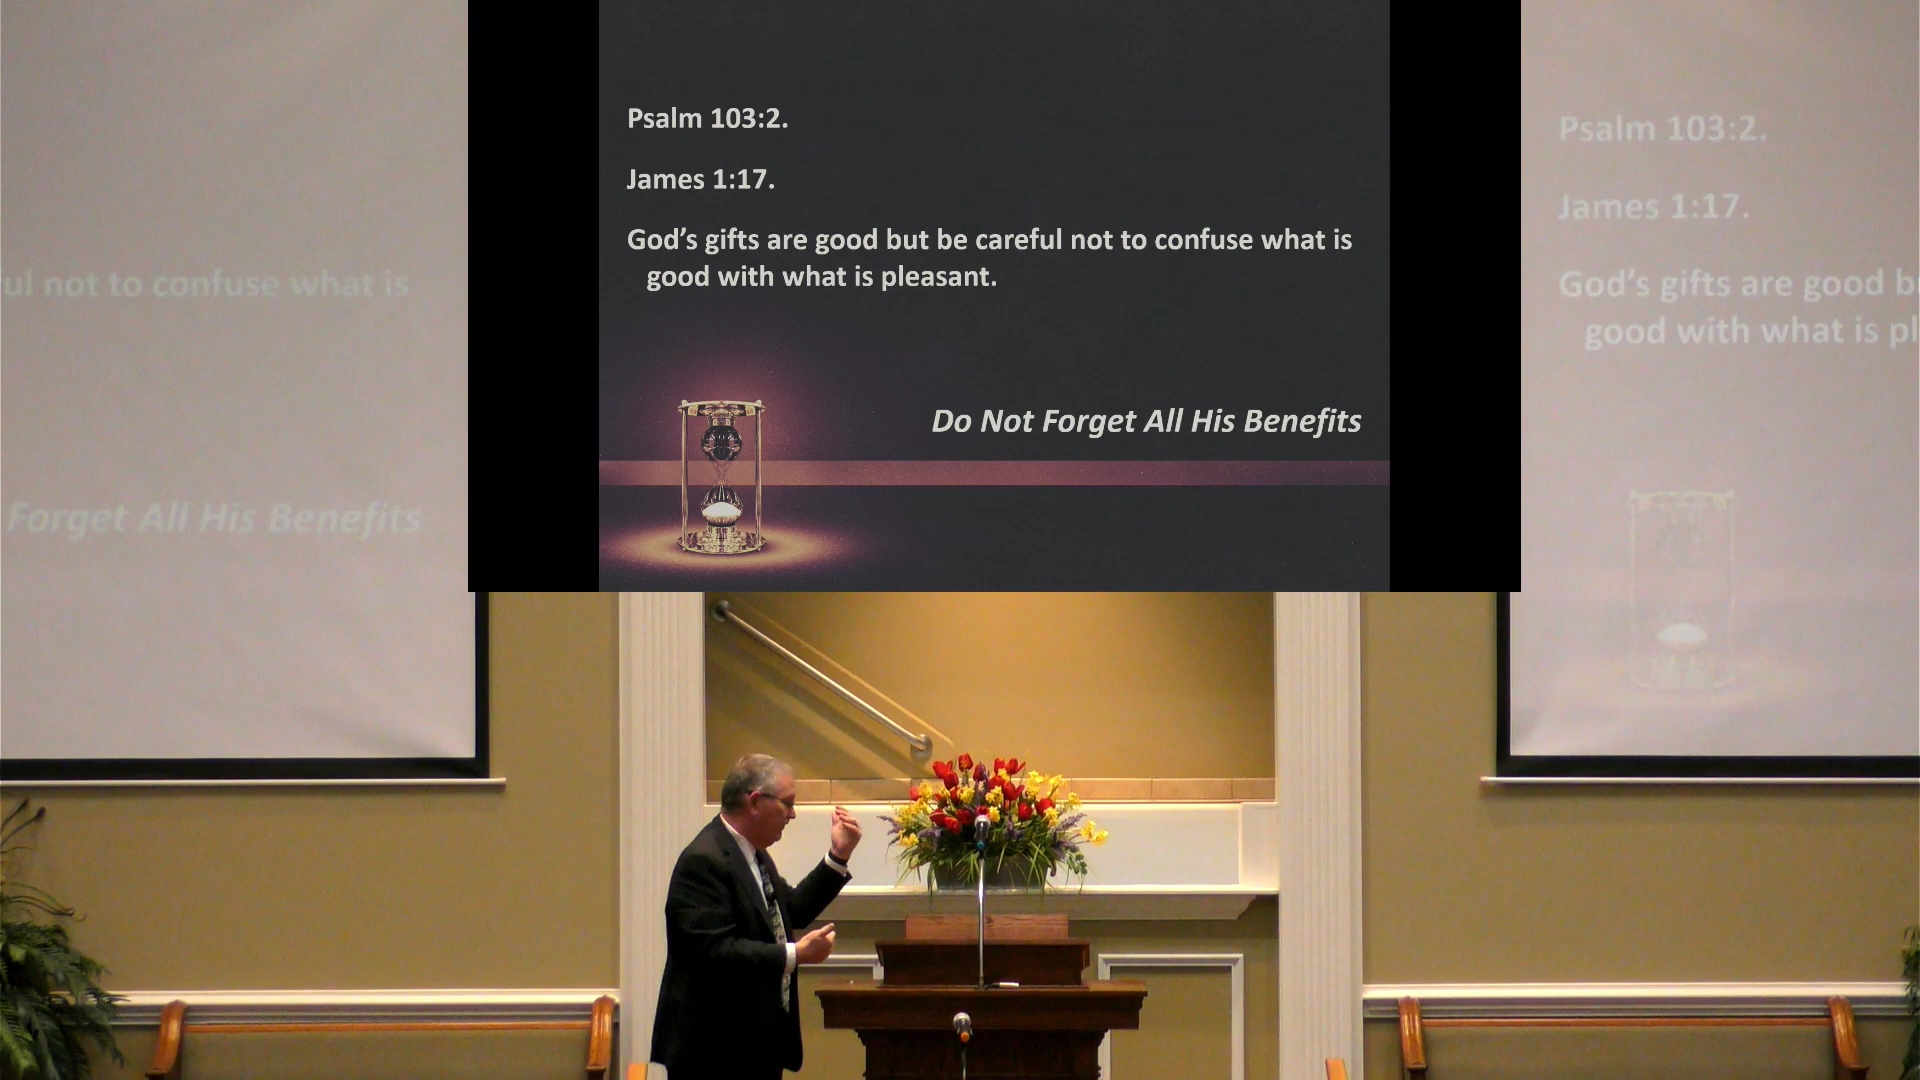 Psalm 103:2.
James 1:17.
God's gifts are good but be careful not to confuse what is
good with what is pleasant.
Do Not Forget All His Benefits
ful not to confuse what is
Forget All His Benefits
Psalm 103:2.
James 1:17.
God's gifts are good b
good with what is pl